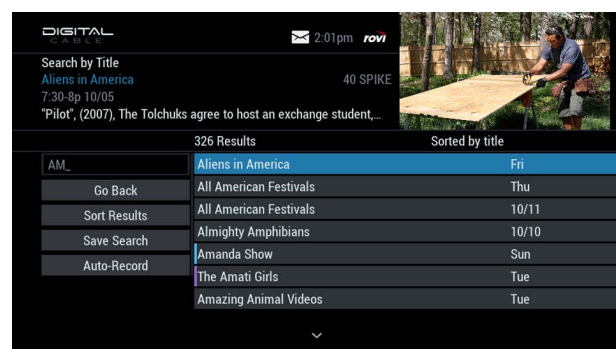 DIGITAL
CABLE
2:01pm rovi
Search by Title
Aliens in America 40 SPIKE
7:30-8p 10/05
"Pilot", (2007), The Tolchuks agree to host an exchange student,...
326 Results Sorted by title
AM_
Go Back
Sort Results
Save Search
Auto-Record
Aliens in America Fri
All American Festivals Thu
All American Festivals 10/11
Almighty Amphibians 10/10
Amanda Show Sun
The Amati Girls Tue
Amazing Animal Videos Tue